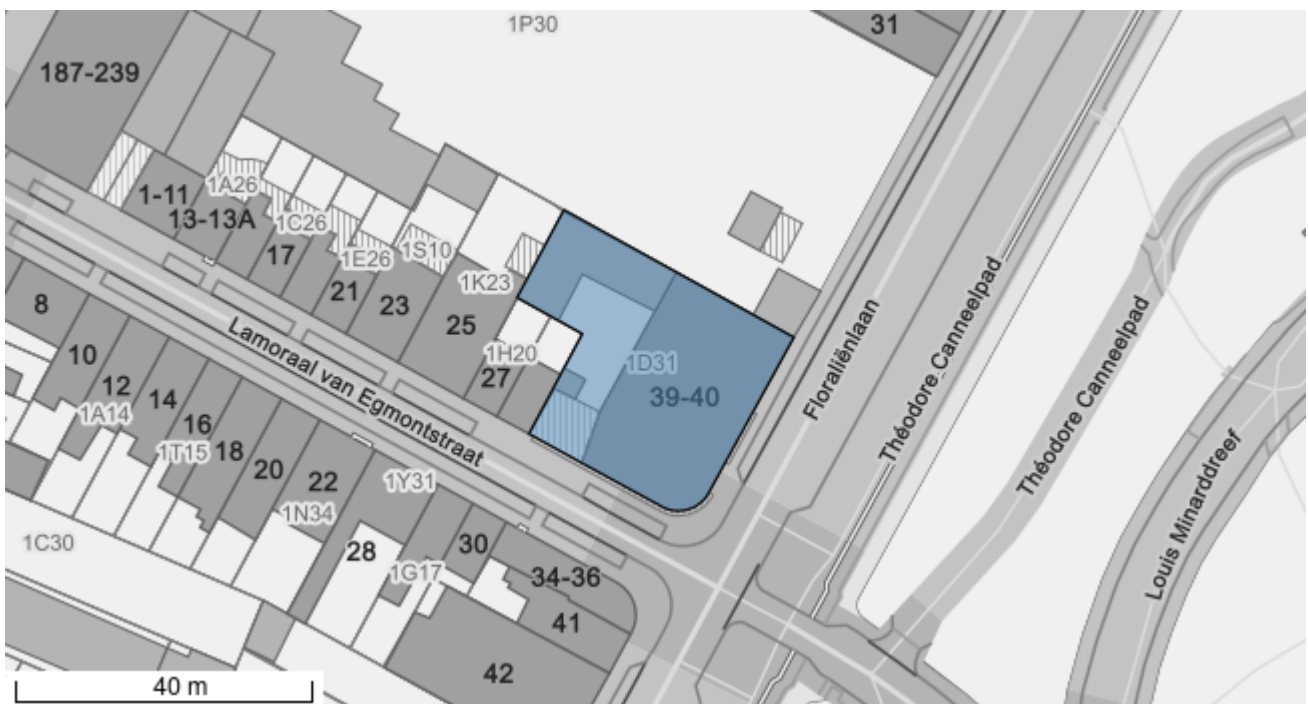 1P30
31
187-239
1-11
1A26
13-13A
1C26
17
1E26
1S10
1K23
21
23
25
8
1H20
27
1D31
39-40
Lamoraal van Egmontstraat
Floraliënlaan
Théodore Canneelpad
Théodore Canneelpad
Louis Minarddreef
10
12
1A14
14
16
1T15
18
20
22
1Y31
1N34
1C30
28
30
1G17
34-36
41
42
40 m